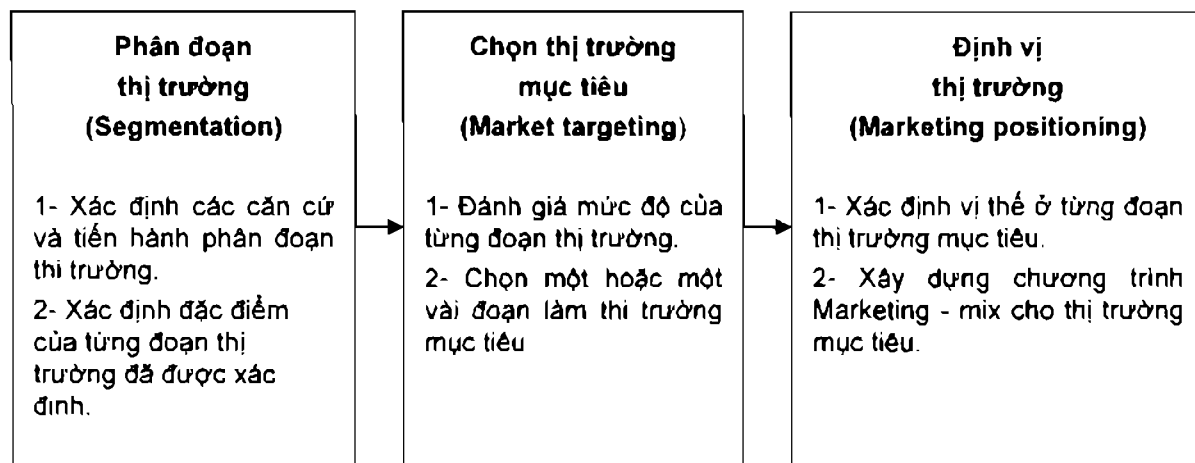 Phân đoạn
thị trường
(Segmentation)
1- Xác định các căn cứ
và tiến hành phân đoạn
thi trường.
2- Xác định đặc điểm
của từng đoạn thị
trường đã được xác
đinh.
Chọn thị trường
mục tiêu
(Market targeting)
1- Đánh giá mức độ của
từng đoạn thị trường.
2- Chọn một hoặc một
vài đoạn làm thi trường
mục tiêu
Định vị
thị trường
(Marketing positioning)
1- Xác định vị thế ở từng đoạn
thị trường mục tiêu.
2- Xây dựng chương trình
Marketing - mix cho thị trường
mục tiêu.